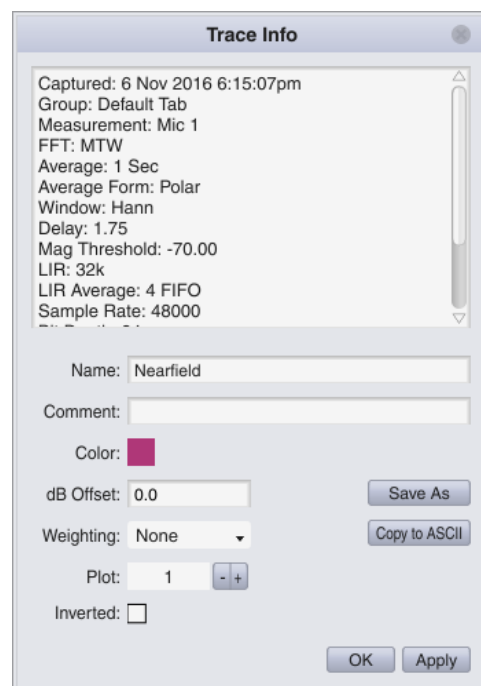 Trace Info
Captured: 6 Nov 2016 6:15:07pm
Group: Default Tab
Measurement: Mic 1
FFT: MTW
Average: 1 Sec
Average Form: Polar
Window: Hann
Delay: 1.75
Mag Threshold: -70.00
LIR: 32k
LIR Average: 4 FIFO
Sample Rate: 48000
Name: Nearfield
Comment:
Color:
dB Offset: 0.0 Save As
Weighting: None Copy to ASCII
Plot: 1 - +
Inverted:
OK Apply